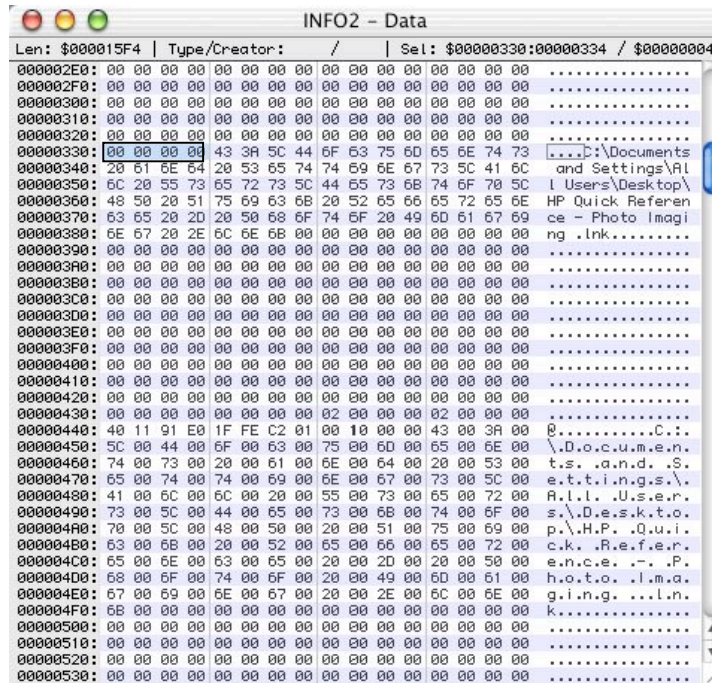 INFO2 - Data
Len: $000015F4 | Type/Creator: / | Sel: $00000330:00000334 / $00000004
000002E0: 00 00 00 00 00 00 00 00 00 00 00 00 00 00 00 00 ................
000002F0: 00 00 00 00 00 00 00 00 00 00 00 00 00 00 00 00 ................
00000300: 00 00 00 00 00 00 00 00 00 00 00 00 00 00 00 00 ................
00000310: 00 00 00 00 00 00 00 00 00 00 00 00 00 00 00 00 ................
00000320: 00 00 00 00 00 00 00 00 00 00 00 00 00 00 00 00 ................
00000330: 00 00 00 00 43 3A 5C 44 6F 63 75 6D 65 6E 74 73 ....C:\Documents
00000340: 20 61 6E 64 20 53 65 74 74 69 6E 67 73 5C 41 6C  and Settings\Al
00000350: 6C 20 55 73 65 72 73 5C 44 65 73 6B 74 6F 70 5C l Users\Desktop\
00000360: 48 50 20 51 75 69 63 6B 20 52 65 66 65 72 65 6E HP Quick Referen
00000370: 63 65 20 2D 20 50 68 6F 74 6F 20 49 6D 61 67 69 ce - Photo Imagi
00000380: 6E 67 20 2E 6C 6E 6B 00 00 00 00 00 00 00 00 00 ng .lnk.........
00000390: 00 00 00 00 00 00 00 00 00 00 00 00 00 00 00 00 ................
000003A0: 00 00 00 00 00 00 00 00 00 00 00 00 00 00 00 00 ................
000003B0: 00 00 00 00 00 00 00 00 00 00 00 00 00 00 00 00 ................
000003C0: 00 00 00 00 00 00 00 00 00 00 00 00 00 00 00 00 ................
000003D0: 00 00 00 00 00 00 00 00 00 00 00 00 00 00 00 00 ................
000003E0: 00 00 00 00 00 00 00 00 00 00 00 00 00 00 00 00 ................
000003F0: 00 00 00 00 00 00 00 00 00 00 00 00 00 00 00 00 ................
00000400: 00 00 00 00 00 00 00 00 00 00 00 00 00 00 00 00 ................
00000410: 00 00 00 00 00 00 00 00 00 00 00 00 00 00 00 00 ................
00000420: 00 00 00 00 00 00 00 00 00 00 00 00 00 00 00 00 ................
00000430: 00 00 00 00 00 00 00 00 02 00 00 00 02 00 00 00 ................
00000440: 40 11 91 E0 1F FE C2 01 00 10 00 00 43 00 3A 00 @...........C.:.
00000450: 5C 00 44 00 6F 00 63 00 75 00 6D 00 65 00 6E 00 \.D.o.c.u.m.e.n.
00000460: 74 00 73 00 20 00 61 00 6E 00 64 00 20 00 53 00 t.s. .a.n.d. .S.
00000470: 65 00 74 00 74 00 69 00 6E 00 67 00 73 00 5C 00 e.t.t.i.n.g.s.\.
00000480: 41 00 6C 00 6C 00 20 00 55 00 73 00 65 00 72 00 A.l.l. .U.s.e.r.
00000490: 73 00 5C 00 44 00 65 00 73 00 6B 00 74 00 6F 00 s.\.D.e.s.k.t.o.
000004A0: 70 00 5C 00 48 00 50 00 20 00 51 00 75 00 69 00 p.\.H.P. .Q.u.i.
000004B0: 63 00 6B 00 20 00 52 00 65 00 66 00 65 00 72 00 c.k. .R.e.f.e.r.
000004C0: 65 00 6E 00 63 00 65 00 20 00 2D 00 20 00 50 00 e.n.c.e. .-. .P.
000004D0: 68 00 6F 00 74 00 6F 00 20 00 49 00 6D 00 61 00 h.o.t.o. .I.m.a.
000004E0: 67 00 69 00 6E 00 67 00 20 00 2E 00 6C 00 6E 00 g.i.n.g. ...l.n.
000004F0: 6B 00 00 00 00 00 00 00 00 00 00 00 00 00 00 00 k...............
00000500: 00 00 00 00 00 00 00 00 00 00 00 00 00 00 00 00 ................
00000510: 00 00 00 00 00 00 00 00 00 00 00 00 00 00 00 00 ................
00000520: 00 00 00 00 00 00 00 00 00 00 00 00 00 00 00 00 ................
00000530: 00 00 00 00 00 00 00 00 00 00 00 00 00 00 00 00 ................